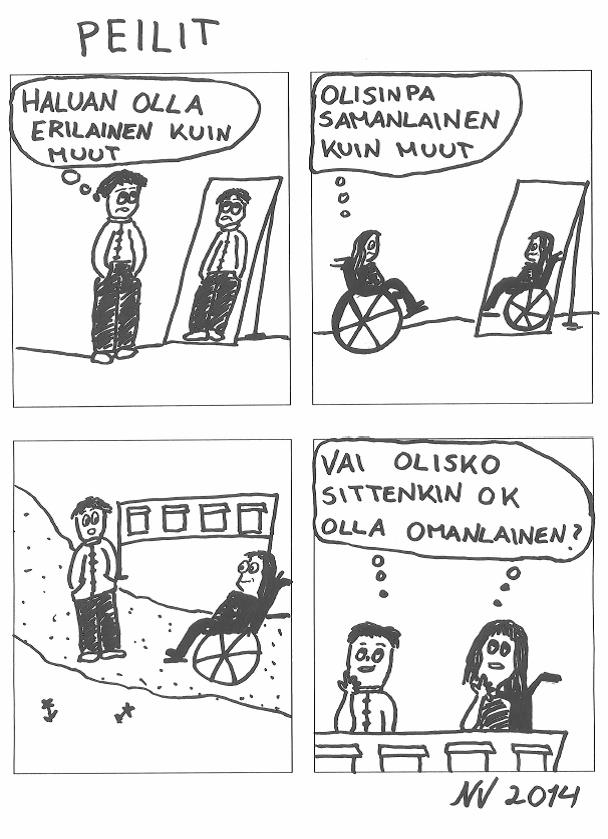 PEILIT
HALUAN OLLA
ERILAINEN KUIN
MUUT
OLISINPA
SAMANLAINEN
KUIN MUUT
VAI OLISKO
SITTENKIN OK
OLLA OMANLAINEN?
NV 2014